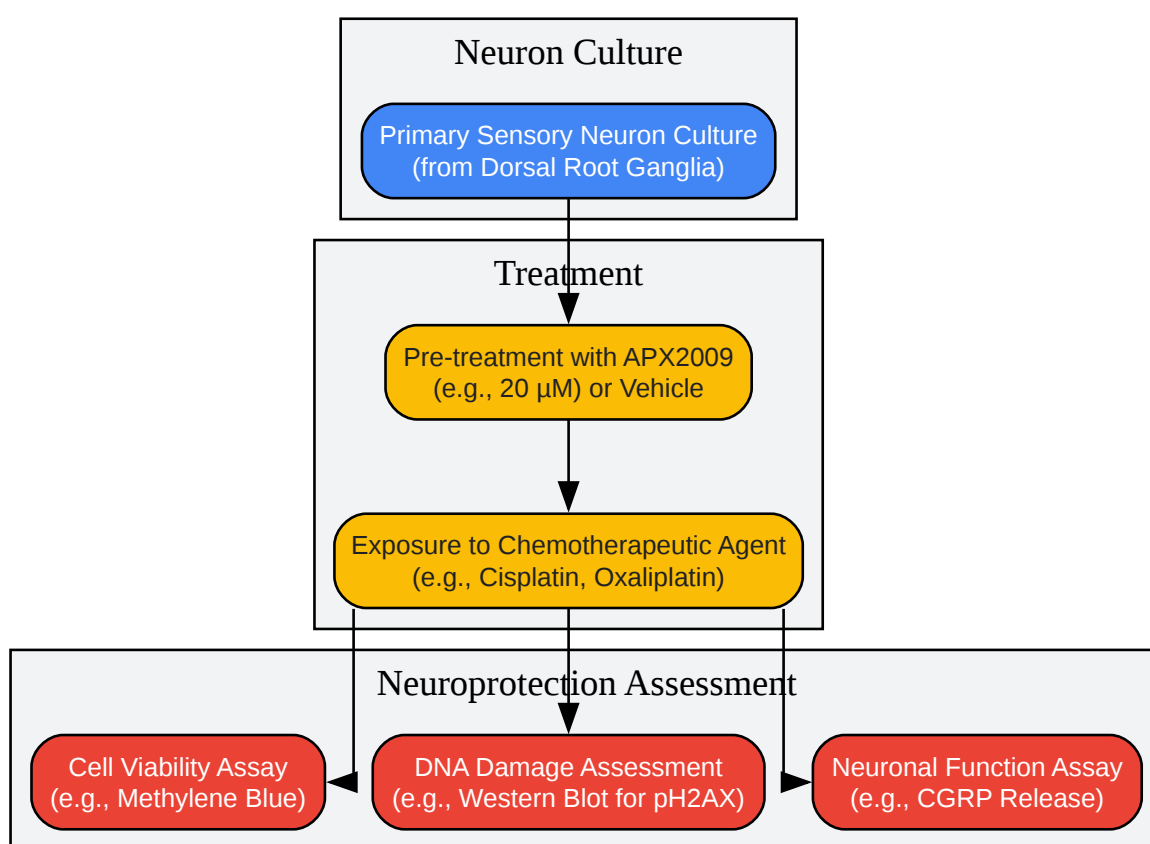 Neuron Culture
Primary Sensory Neuron Culture
(from Dorsal Root Ganglia)
Treatment
Pre-treatment with APX2009
(e.g., 20 µM) or Vehicle
Exposure to Chemotherapeutic Agent
(e.g., Cisplatin, Oxaliplatin)
Neuroprotection Assessment
Cell Viability Assay
(e.g., Methylene Blue)
DNA Damage Assessment
(e.g., Western Blot for pH2AX)
Neuronal Function Assay
(e.g., CGRP Release)